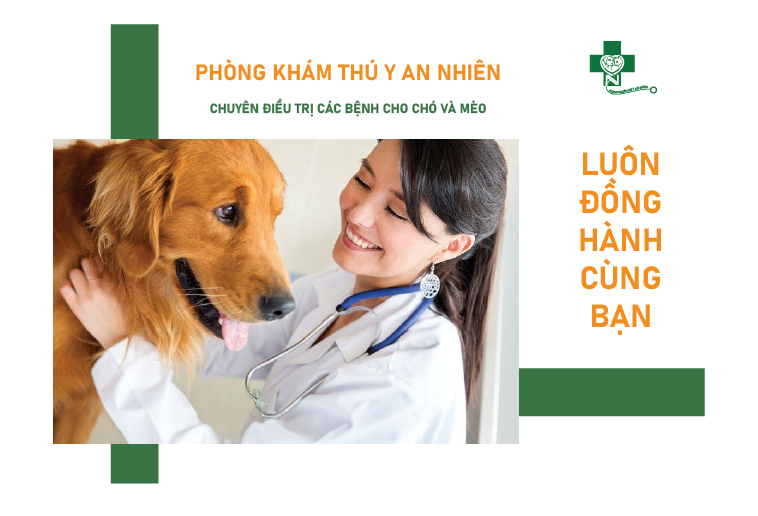 PHÒNG KHÁM THÚ Y AN NHIÊN
CHUYÊN ĐIỀU TRỊ CÁC BỆNH CHO CHÓ VÀ MÈO
LUÔN
ĐỒNG
HÀNH
CÙNG
BẠN